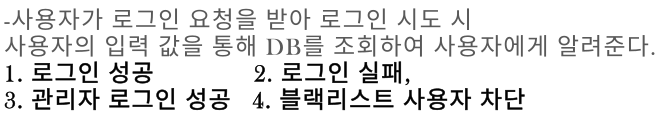 -사용자가 로그인 요청을 받아 로그인 시도 시
사용자의 입력 값을 통해 DB를 조회하여 사용자에게 알려준다.
1. 로그인 성공 2. 로그인 실패,
3. 관리자 로그인 성공 4. 블랙리스트 사용자 차단